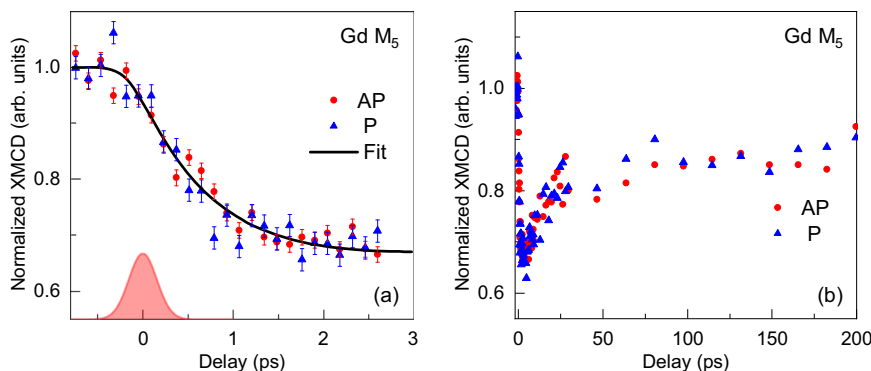 Gd M5
1.0
0.8
0.6
Normalized XMCD (arb. units)
AP
P
Fit
(a)
0
1
2
3
Delay (ps)
Gd M5
1.0
0.8
0.6
Normalized XMCD (arb. units)
AP
P
(b)
0
50
100
150
200
Delay (ps)